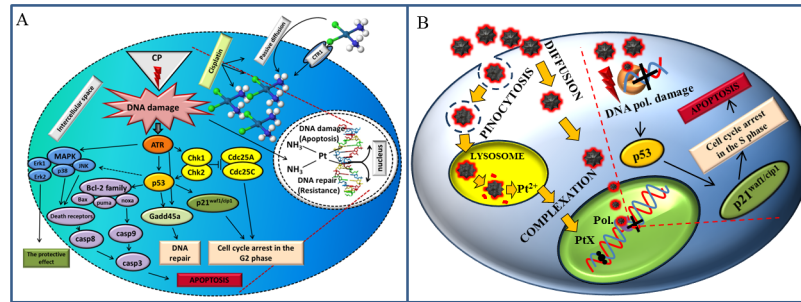 A
CP
DNA damage
Intercellular space
Cisplatin
Passive diffusion
CTR1
ATR
MAPK
Erk1
p38
JNK
Erk2
Chk1
Chk2
Cdc25A
Cdc25C
Bcl-2 family
Bax
puma
noxa
p53
Gadd45a
p21waf1/cip1
Death receptors
casp8
casp9
casp3
The protective
effect
DNA
repair
Cell cycle arrest in the
G2 phase
APOPTOSIS
DNA damage
(Apoptosis)
NH3
Pt
NH3
DNA repair
(Resistance)
nucleus
B
PINOCYTOSIS
DIFFUSION
LYSOSOME
Pt2+
COMPLEXATION
PtX
Pol.
DNA pol. damage
p53
p21waf1/cip1
Cell cycle arrest
in the S phase
APOPTOSIS